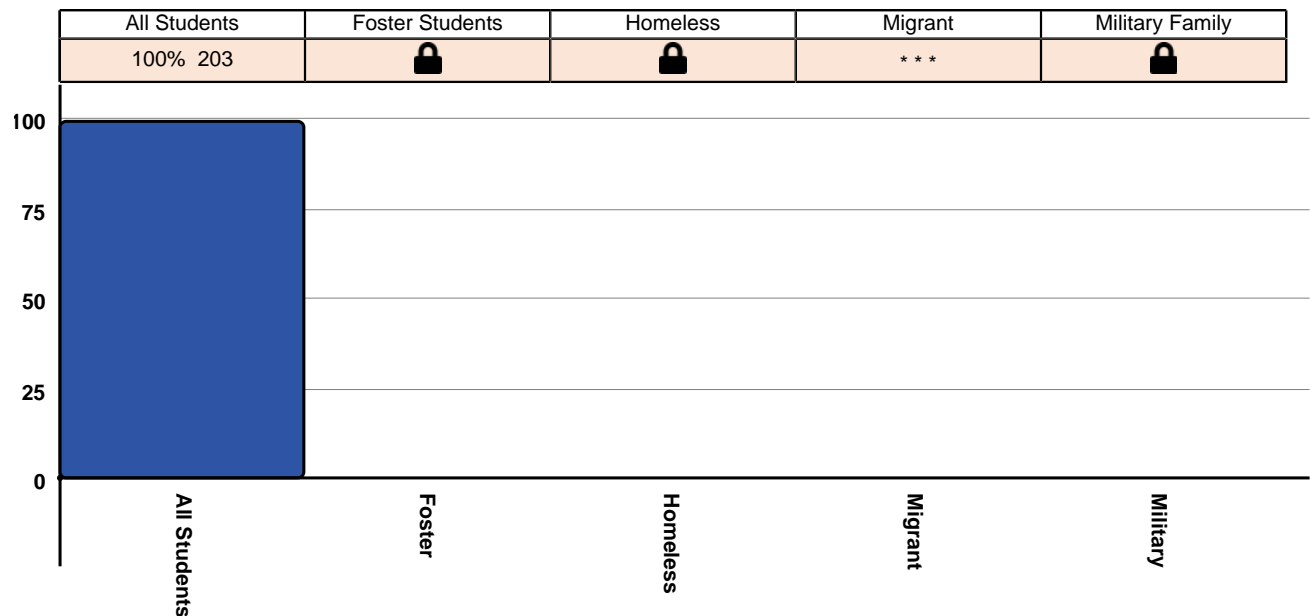 All Students Foster Students Homeless Migrant Military Family
100% 203 * * *
100
75
50
25
0
All Students Foster Homeless Migrant Military